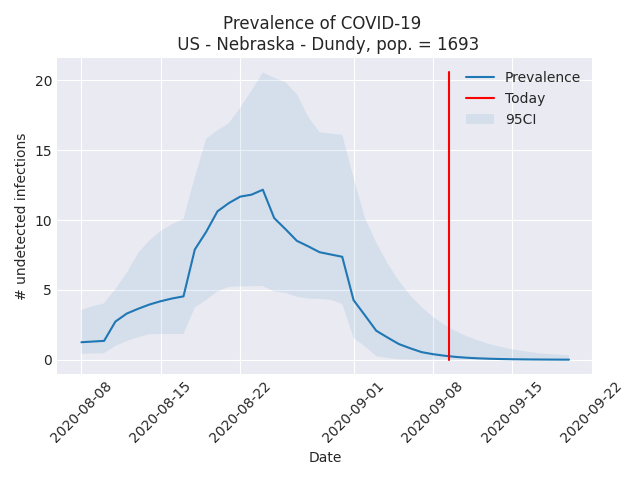 Prevalence of COVID-19
US - Nebraska - Dundy, pop. = 1693
Prevalence
Today
95CI
# undetected infections
20
15
10
5
0
2020-08-08
2020-08-15
2020-08-22
2020-09-01
2020-09-08
2020-09-15
2020-09-22
Date